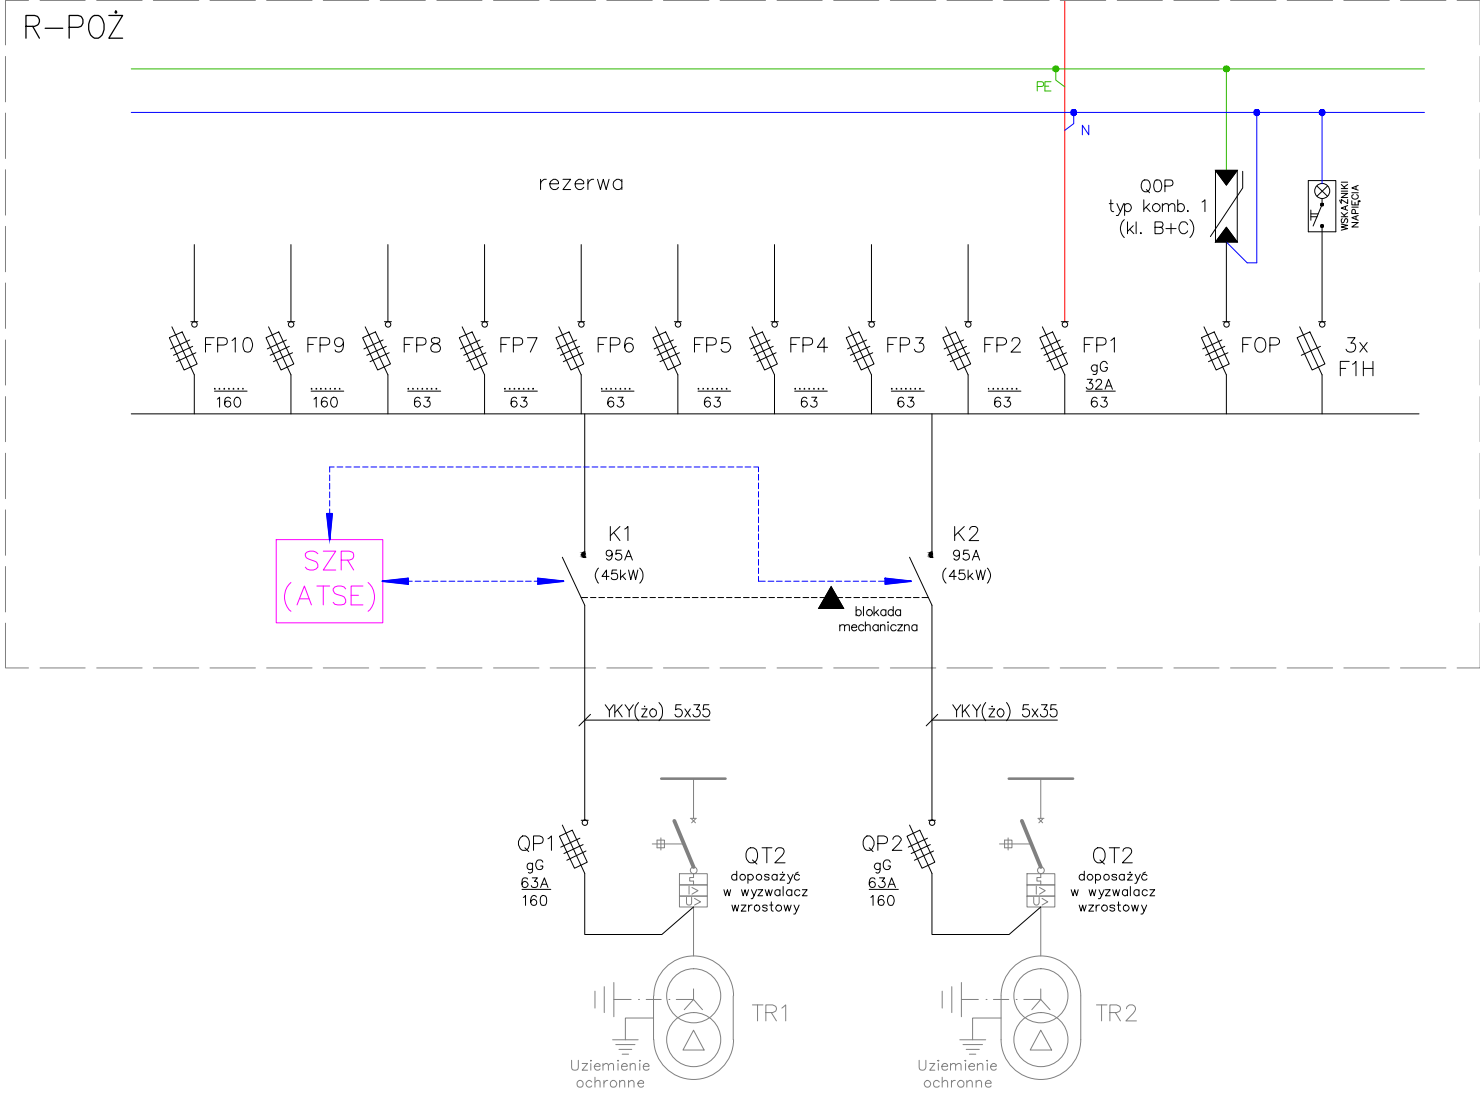 R-POŻ
PE
N
rezerwa
QOP
typ komb. 1
(kl. B+C)
WSKAŹNIKI
NAPIĘCIA
FP10
160
FP9
160
FP8
63
FP7
63
FP6
63
FP5
63
FP4
63
FP3
63
FP2
63
FP1
gG
32A
63
FOP
3x
F1H
SZR
(ATSE)
K1
95A
(45kW)
K2
95A
(45kW)
blokada
mechaniczna
YKY(żo) 5x35
YKY(żo) 5x35
QP1
gG
63A
160
QT2
doposażyć
w wyzwalacz
wzrostowy
I>
U>
QP2
gG
63A
160
QT2
doposażyć
w wyzwalacz
wzrostowy
I>
U>
TR1
Uziemienie
ochronne
TR2
Uziemienie
ochronne